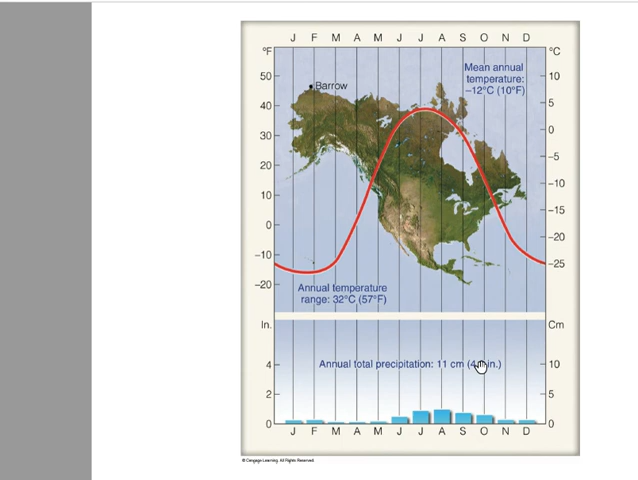 J F M A M J J A S O N D
°F °C
Mean annual
temperature:
–12°C (10°F)
50 10
Barrow
40 5
30 0
20 –5
10 –10
0 –15
–10 –20
–20 –25
Annual temperature
range: 32°C (57°F)
In. Cm
Annual total precipitation: 11 cm (4 in.)
4 10
2 5
0 0
J F M A M J J A S O N D
© Cengage Learning. All Rights Reserved.